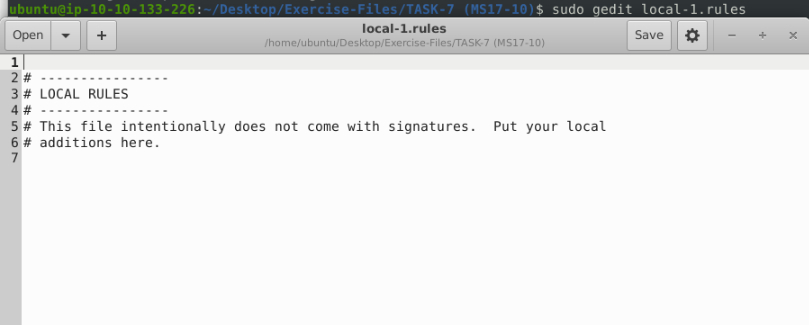 ubuntu@ip-10-10-133-226:~/Desktop/Exercise-Files/TASK-7 (MS17-10)$ sudo gedit local-1.rules
Open
local-1.rules
/home/ubuntu/Desktop/Exercise-Files/TASK-7 (MS17-10)
Save
1
2 # ----------------
3 # LOCAL RULES
4 # ----------------
5 # This file intentionally does not come with signatures.  Put your local
6 # additions here.
7